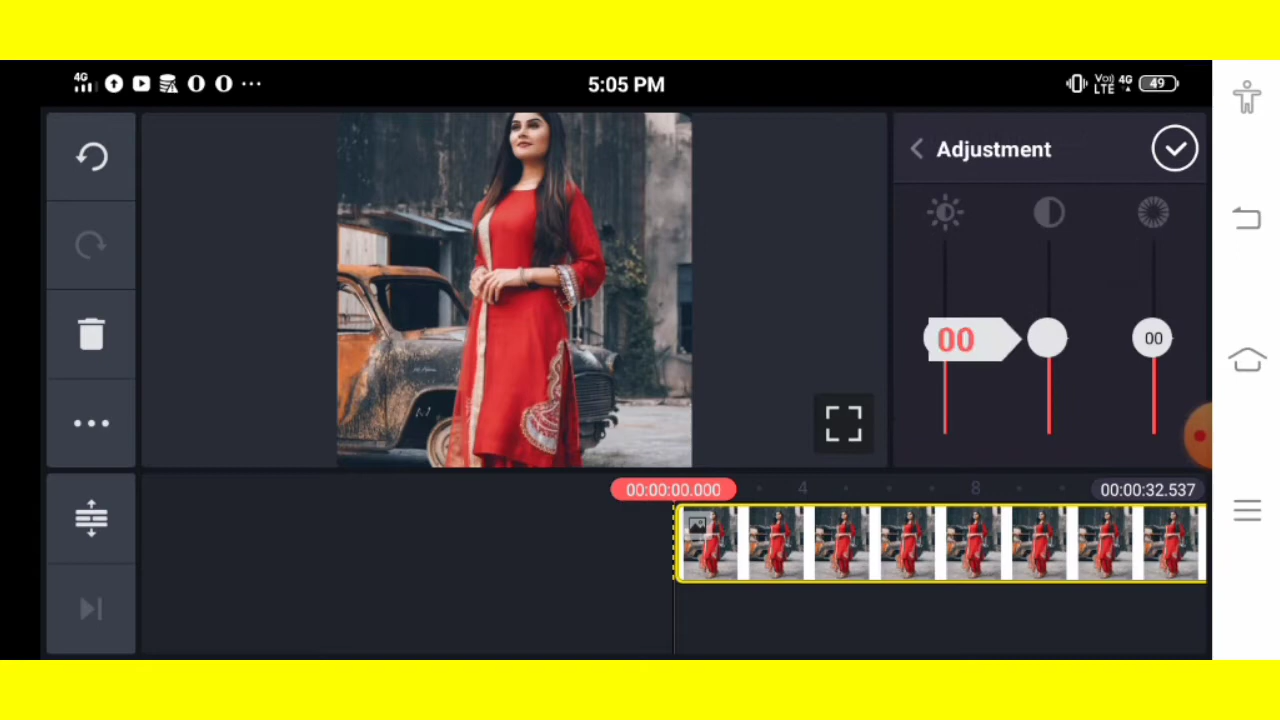 4G
5:05 PM
Vo)
LTE
4G
49
Adjustment
00
00
00:00:00.000
4
8
00:00:32.537